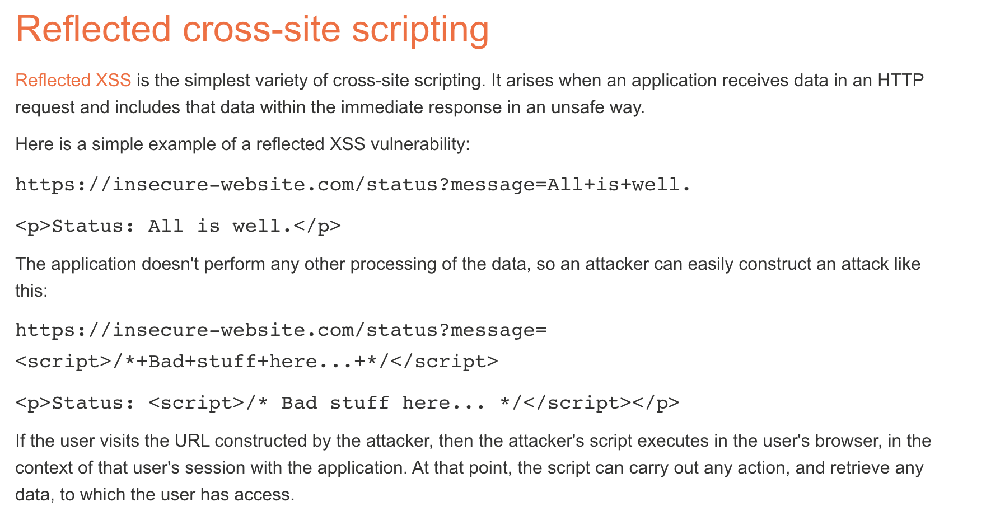 Reflected cross-site scripting
Reflected XSS is the simplest variety of cross-site scripting. It arises when an application receives data in an HTTP
request and includes that data within the immediate response in an unsafe way.
Here is a simple example of a reflected XSS vulnerability:
https://insecure-website.com/status?message=All+is+well.
<p>Status: All is well.</p>
The application doesn't perform any other processing of the data, so an attacker can easily construct an attack like
this:
https://insecure-website.com/status?message=
<script>/*+Bad+stuff+here...+*/</script>
<p>Status: <script>/* Bad stuff here... */</script></p>
If the user visits the URL constructed by the attacker, then the attacker's script executes in the user's browser, in the
context of that user's session with the application. At that point, the script can carry out any action, and retrieve any
data, to which the user has access.